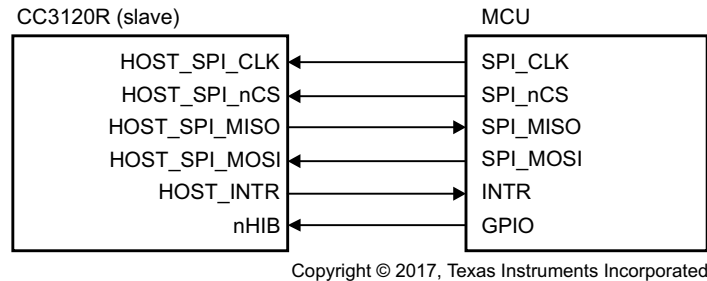 CC3120R (slave)
MCU
HOST_SPI_CLK
SPI_CLK
HOST_SPI_nCS
SPI_nCS
HOST_SPI_MISO
SPI_MISO
HOST_SPI_MOSI
SPI_MOSI
HOST_INTR
INTR
nHIB
GPIO
Copyright © 2017, Texas Instruments Incorporated